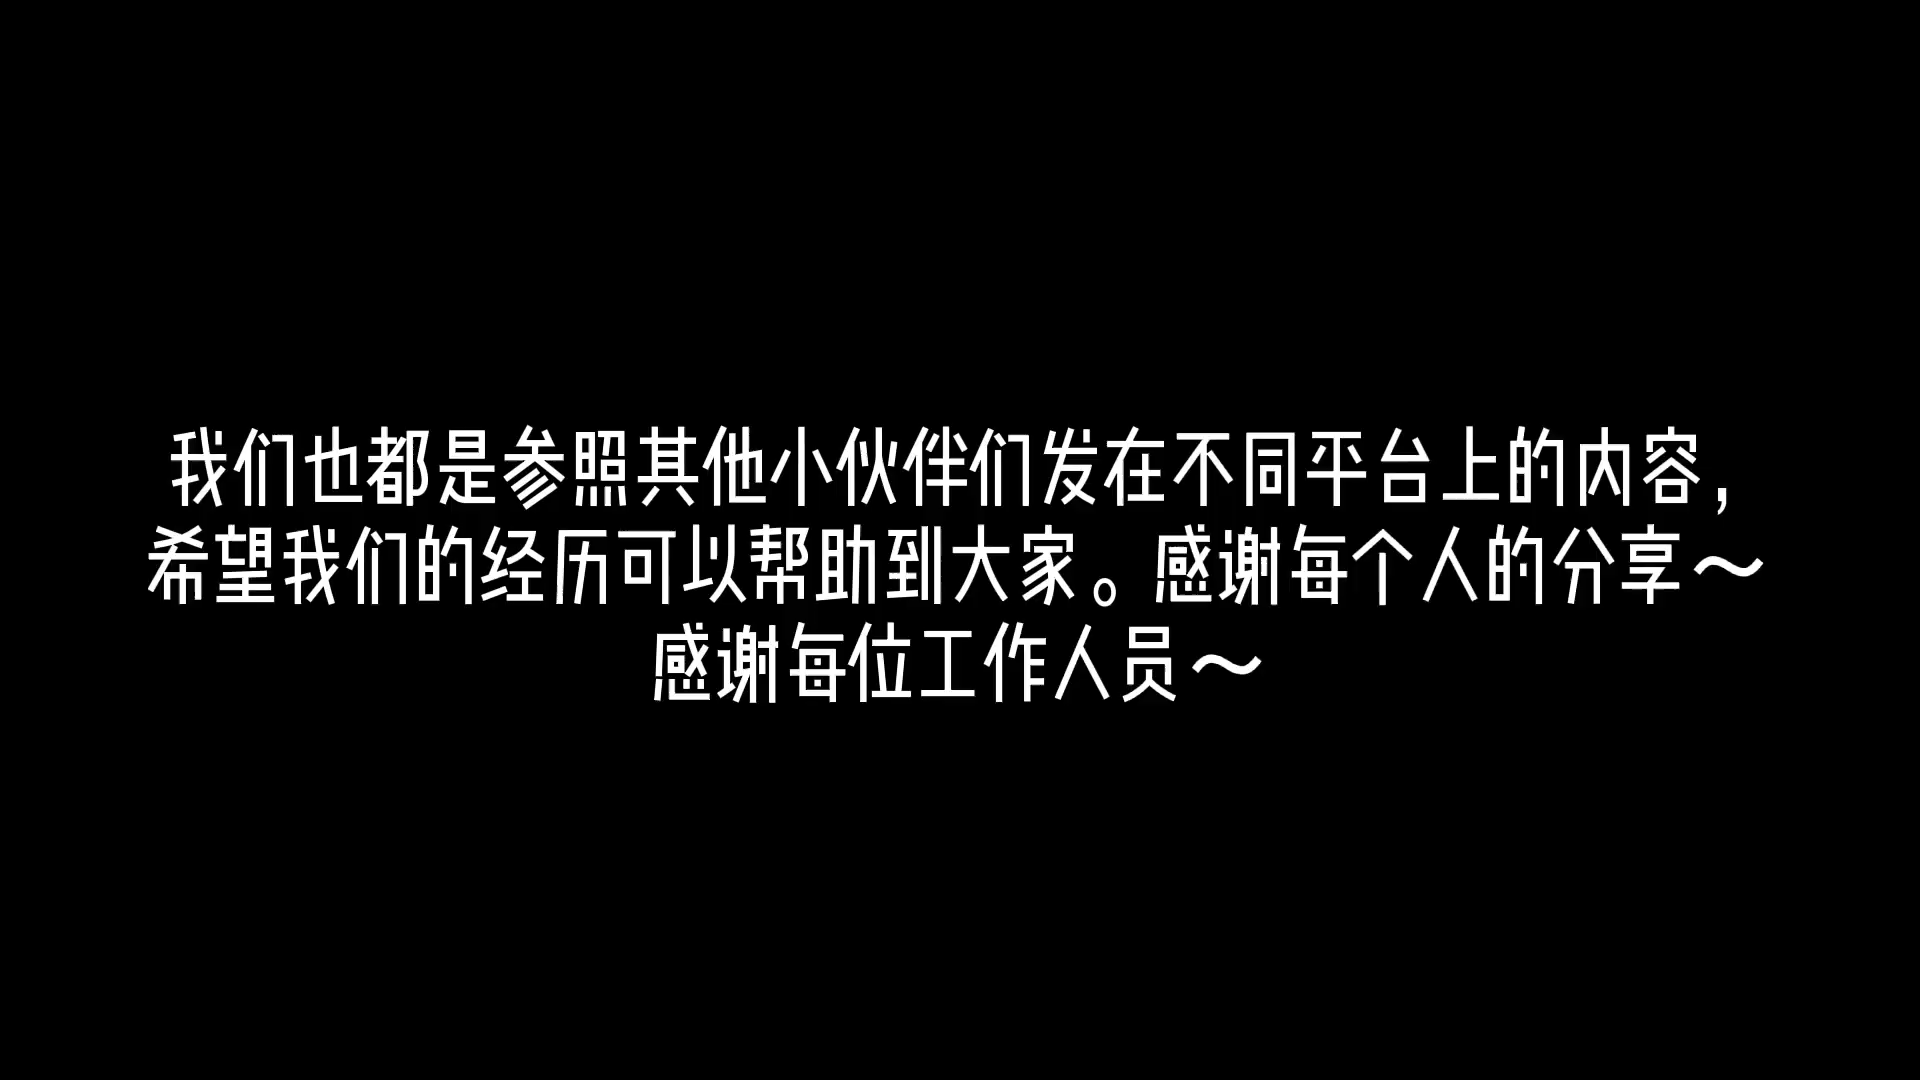 我们也都是参照其他小伙伴们发在不同平台上的内容，
希望我们的经历可以帮助到大家。感谢每个人的分享～
感谢每位工作人员～